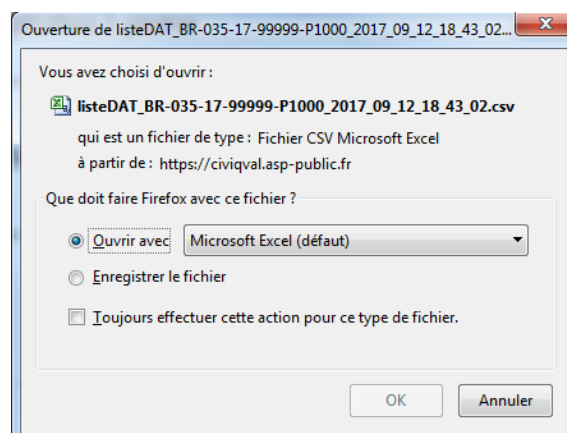 Ouverture de listeDAT_BR-035-17-99999-P1000_2017_09_12_18_43_02...
Vous avez choisi d'ouvrir :
listeDAT_BR-035-17-99999-P1000_2017_09_12_18_43_02.csv
qui est un fichier de type : Fichier CSV Microsoft Excel
à partir de : https://civiqval.asp-public.fr
Que doit faire Firefox avec ce fichier ?
Ouvrir avec Microsoft Excel (défaut)
Enregistrer le fichier
Toujours effectuer cette action pour ce type de fichier.
OK Annuler